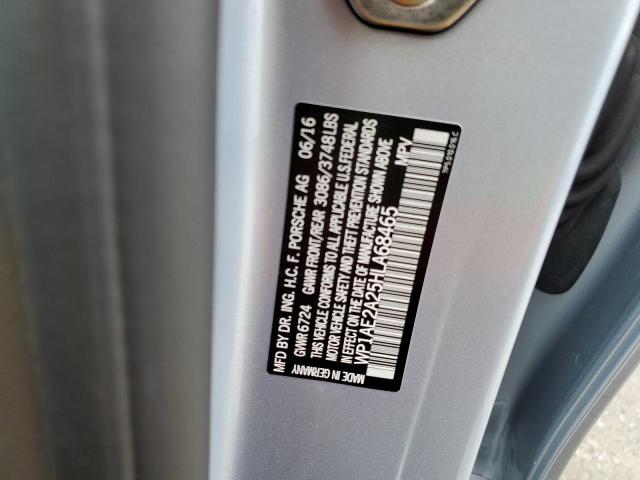 MFD BY DR. ING. H.C. F. PORSCHE AG 06/16
GVWR 6724 GAWR FRONT/REAR 3086/3748 LBS
THIS VEHICLE CONFORMS TO ALL APPLICABLE U.S. FEDERAL
MOTOR VEHICLE SAFETY AND THEFT PREVENTION STANDARDS
IN EFFECT ON THE DATE OF MANUFACTURE SHOWN ABOVE
WP1AE2A25HLA68465 MPV
MADE IN GERMANY